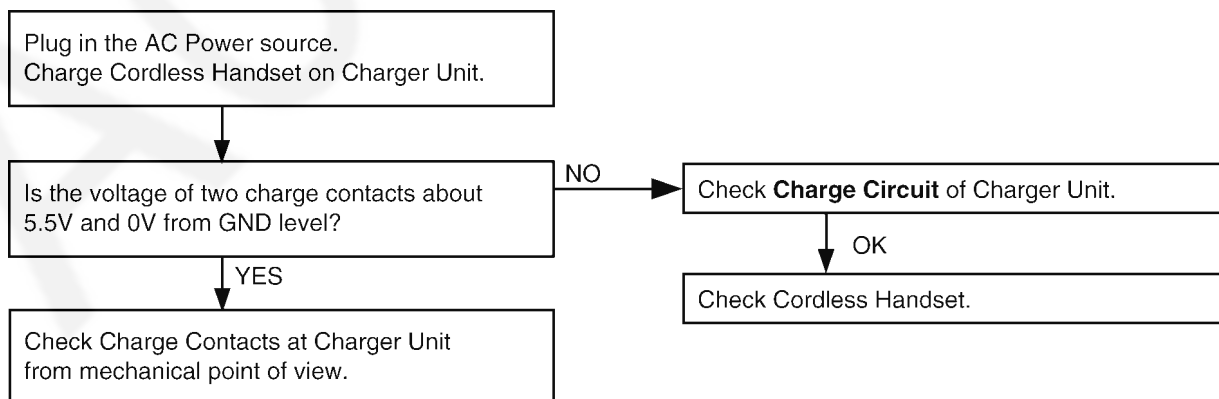 Plug in the AC Power source.
Charge Cordless Handset on Charger Unit.
Is the voltage of two charge contacts about
5.5V and 0V from GND level?
NO
Check Charge Circuit of Charger Unit.
OK
Check Cordless Handset.
YES
Check Charge Contacts at Charger Unit
from mechanical point of view.